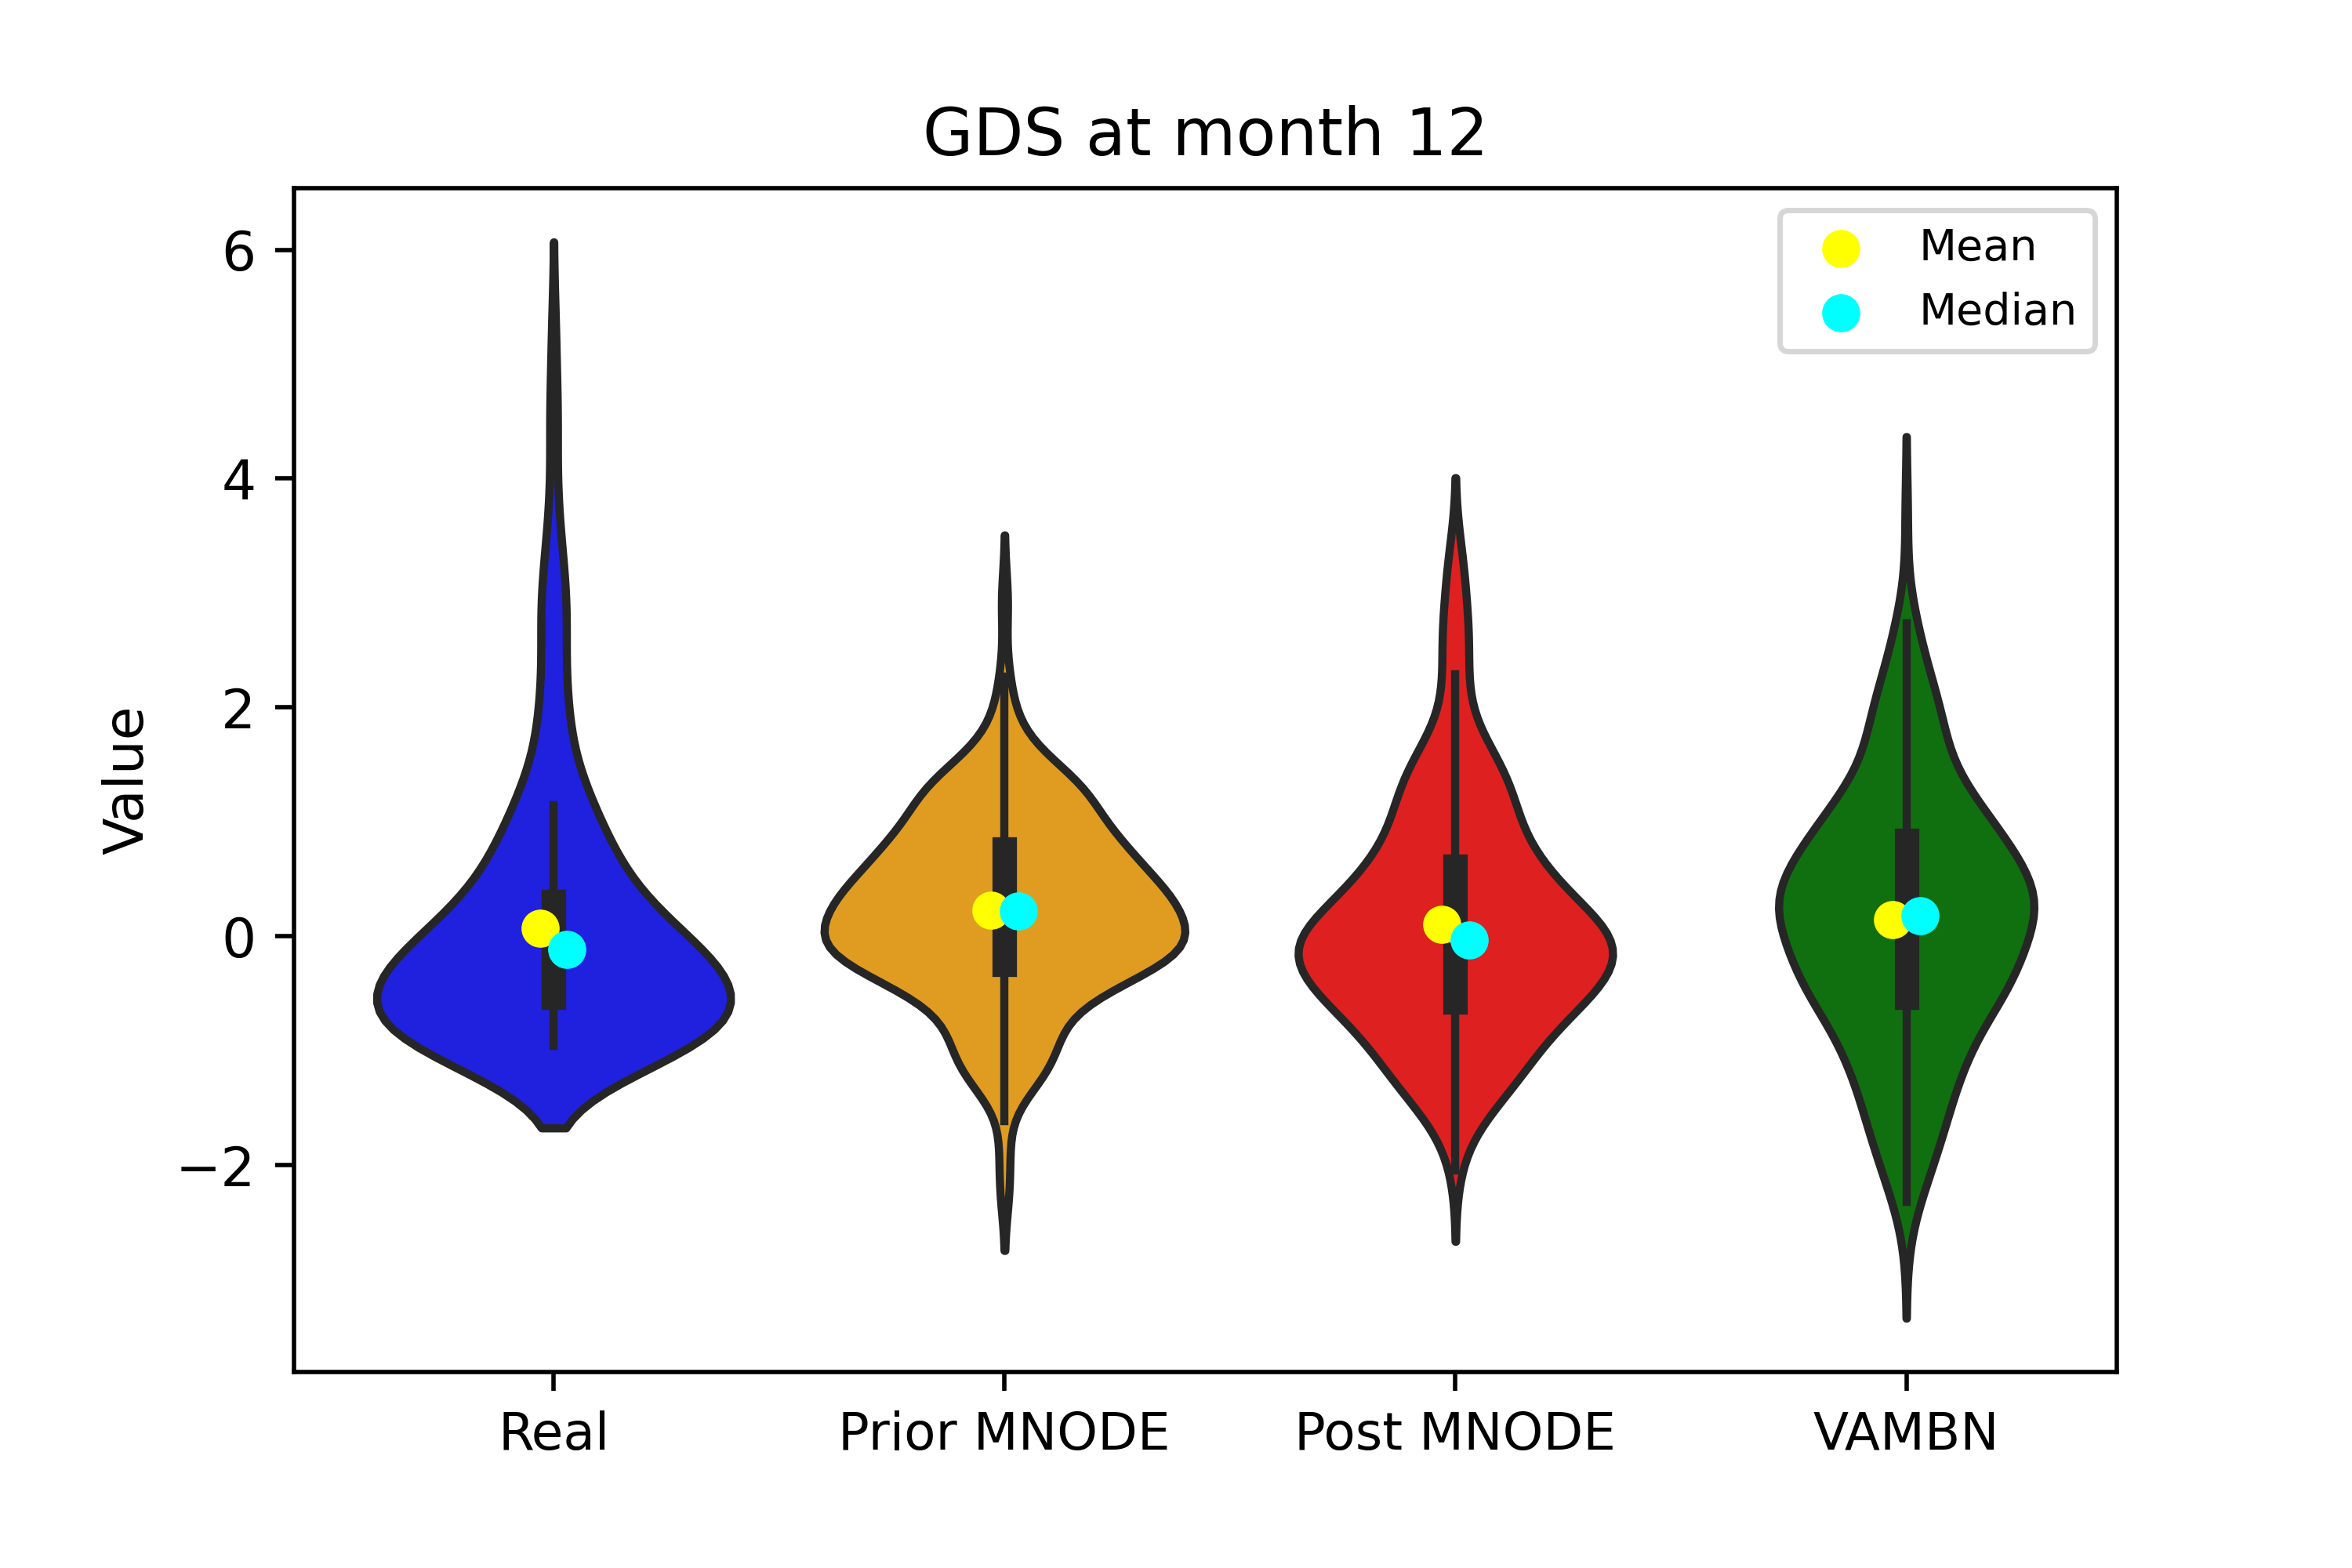 GDS at month 12
Mean
Median
6
4
2
0
−2
Value
Real Prior MNODE Post MNODE VAMBN